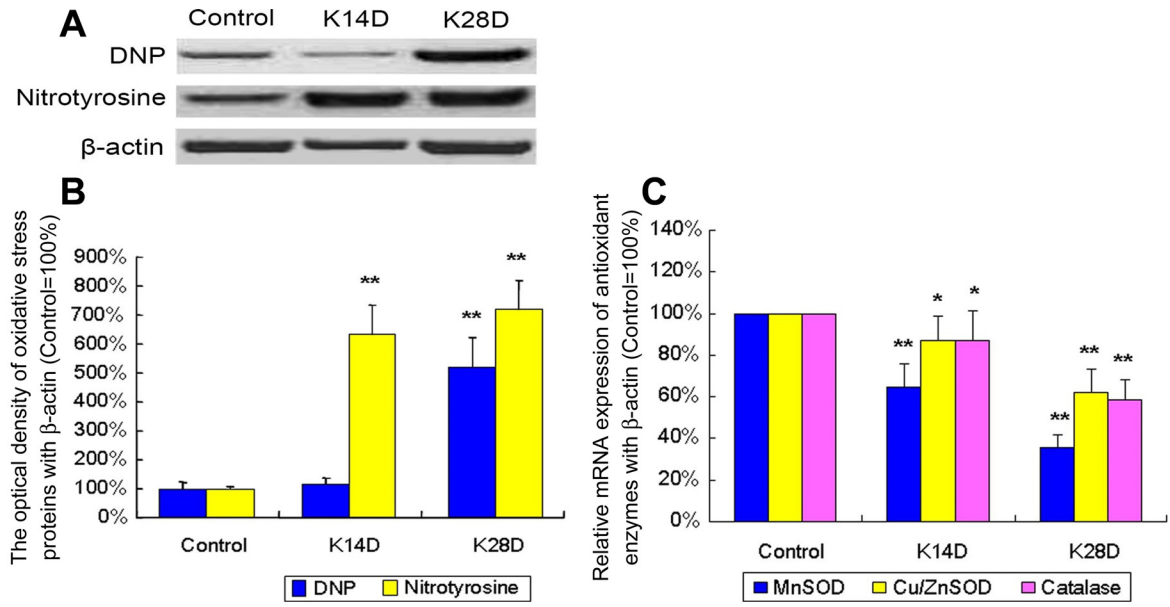 A
Control K14D K28D
DNP
Nitrotyrosine
β-actin
B
The optical density of oxidative stress
proteins with β-actin (Control=100%)
900%
800%
700%
600%
500%
400%
300%
200%
100%
0%
** ** **
Control K14D K28D
DNP Nitrotyrosine
C
Relative mRNA expression of antioxidant
enzymes with β-actin (Control=100%)
140%
120%
100%
80%
60%
40%
20%
0%
** * * ** ** **
Control K14D K28D
MnSOD Cu/ZnSOD Catalase